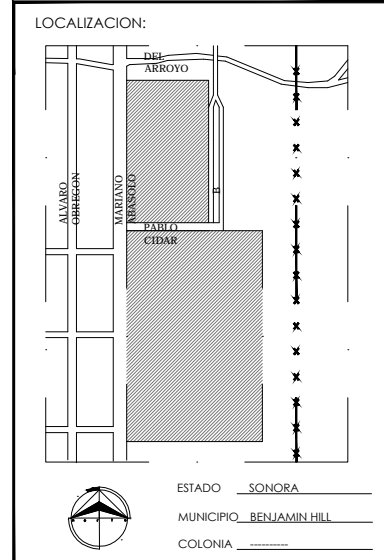 LOCALIZACION:
DEL
ARROYO
ALVARO
OBREGON
MARIANO
ABASOLO
B
PABLO
CIDAR
ESTADO SONORA
MUNICIPIO BENJAMIN HILL
COLONIA ----------